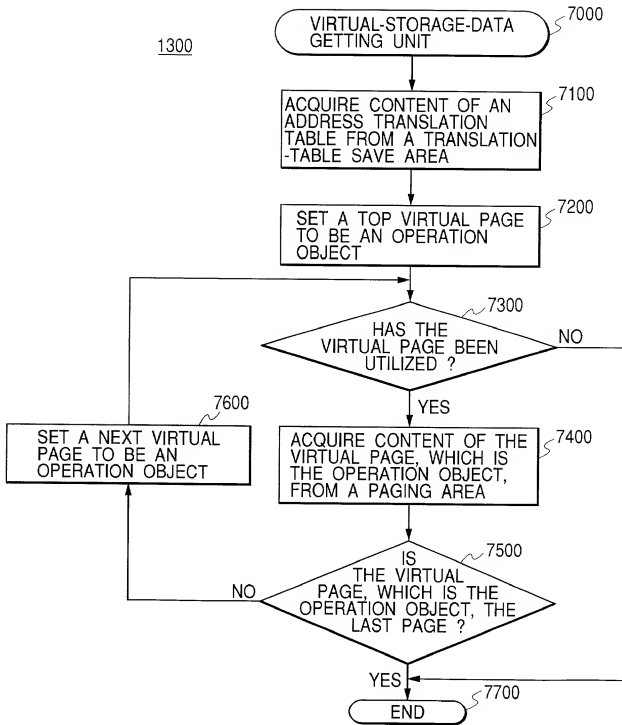 1300
VIRTUAL-STORAGE-DATA
GETTING UNIT
7000
ACQUIRE CONTENT OF AN
ADDRESS TRANSLATION
TABLE FROM A TRANSLATION
-TABLE SAVE AREA
7100
SET A TOP VIRTUAL PAGE
TO BE AN OPERATION
OBJECT
7200
HAS THE
VIRTUAL PAGE BEEN
UTILIZED ?
7300
NO
YES
ACQUIRE CONTENT OF THE
VIRTUAL PAGE, WHICH IS
THE OPERATION OBJECT,
FROM A PAGING AREA
7400
SET A NEXT VIRTUAL
PAGE TO BE AN
OPERATION OBJECT
7600
IS
THE VIRTUAL
PAGE, WHICH IS THE
OPERATION OBJECT, THE
LAST PAGE ?
7500
NO
YES
END
7700